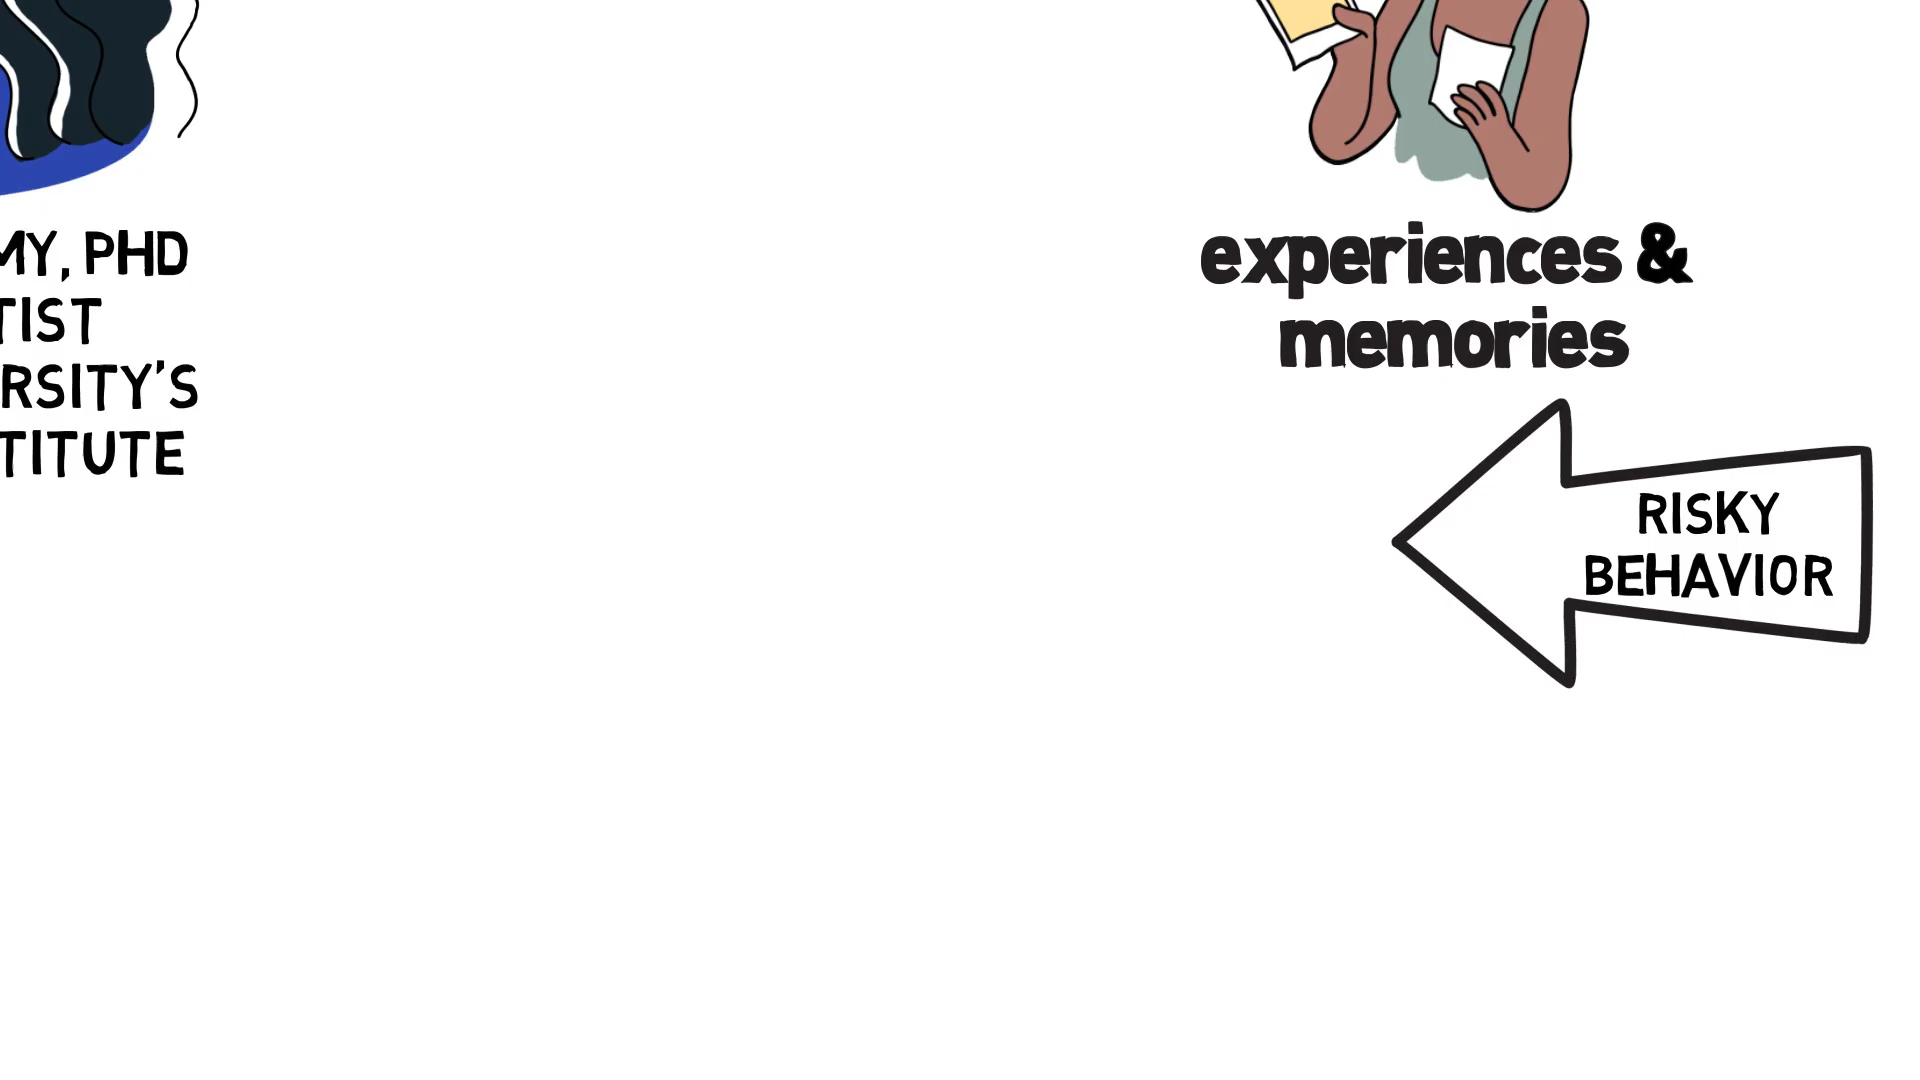 MY, PHD
TIST
RSITY'S
TITUTE
experiences &
memories
RISKY
BEHAVIOR